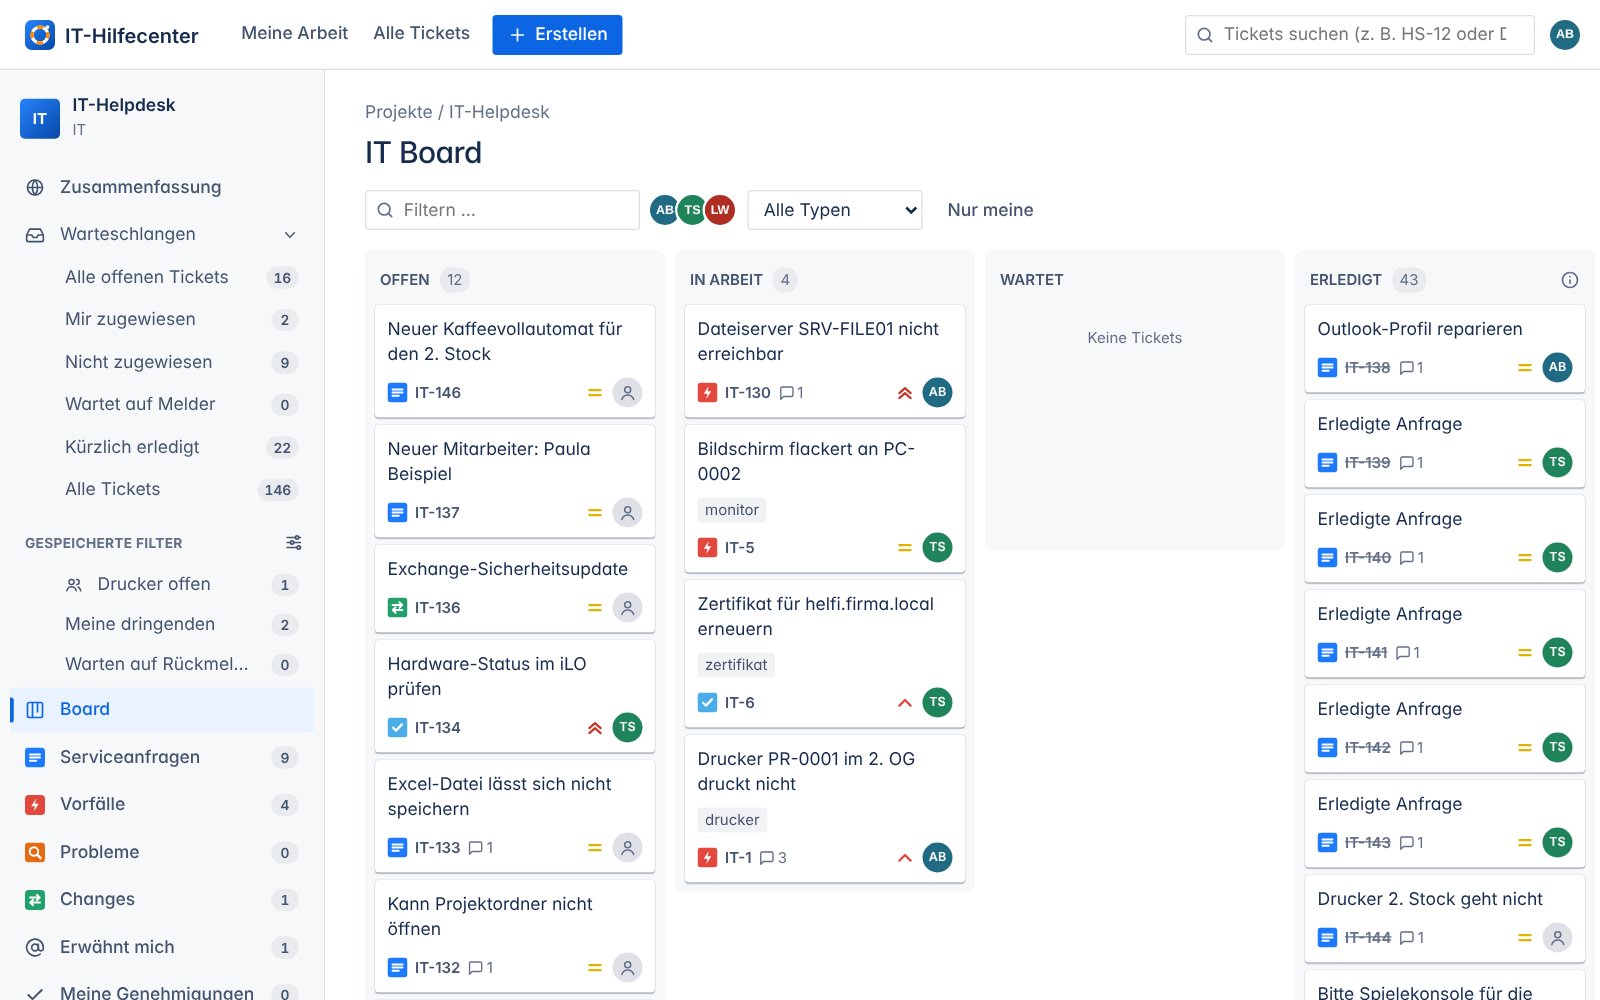 IT-Hilfecenter
Meine Arbeit
Alle Tickets
Erstellen
Tickets suchen (z. B. HS-12 oder D
AB
IT
IT-Helpdesk
IT
Zusammenfassung
Warteschlangen
Alle offenen Tickets 16
Mir zugewiesen 2
Nicht zugewiesen 9
Wartet auf Melder 0
Kürzlich erledigt 22
Alle Tickets 146
GESPEICHERTE FILTER
Drucker offen 1
Meine dringenden 2
Warten auf Rückmel... 0
Board
Serviceanfragen 9
Vorfälle 4
Probleme 0
Changes 1
Erwähnt mich 1
Meine Genehmigungen 0
Projekte / IT-Helpdesk
IT Board
Filtern ...
AB TS LW
Alle Typen
Nur meine
OFFEN 12
Neuer Kaffeevollautomat für
den 2. Stock
IT-146
Neuer Mitarbeiter: Paula
Beispiel
IT-137
Exchange-Sicherheitsupdate
IT-136
Hardware-Status im iLO
prüfen
IT-134 TS
Excel-Datei lässt sich nicht
speichern
IT-133 1
Kann Projektordner nicht
öffnen
IT-132 1
IN ARBEIT 4
Dateiserver SRV-FILE01 nicht
erreichbar
IT-130 1 AB
Bildschirm flackert an PC-
0002
monitor
IT-5 TS
Zertifikat für helfi.firma.local
erneuern
zertifikat
IT-6 TS
Drucker PR-0001 im 2. OG
druckt nicht
drucker
IT-1 3 AB
WARTET
Keine Tickets
ERLEDIGT 43
Outlook-Profil reparieren
IT-138 1 AB
Erledigte Anfrage
IT-139 1 TS
Erledigte Anfrage
IT-140 1 TS
Erledigte Anfrage
IT-141 1 TS
Erledigte Anfrage
IT-142 1 TS
Erledigte Anfrage
IT-143 1 TS
Drucker 2. Stock geht nicht
IT-144 1
Bitte Spielekonsole für die